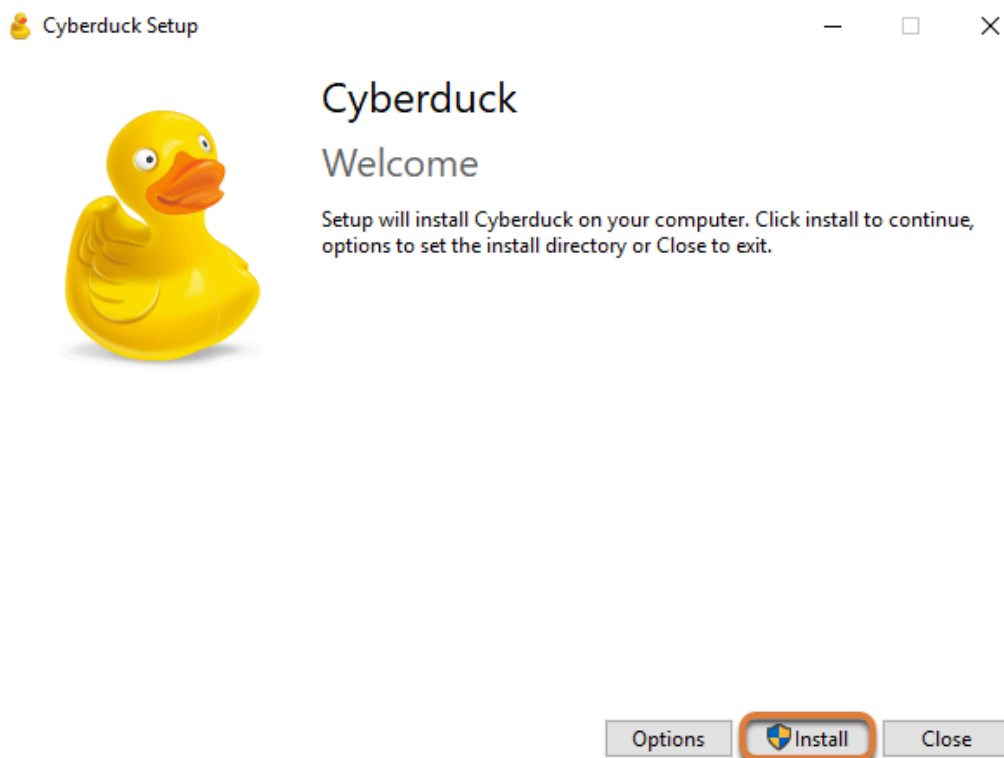 Cyberduck Setup
Cyberduck
Welcome
Setup will install Cyberduck on your computer. Click install to continue,
options to set the install directory or Close to exit.
Options Install Close